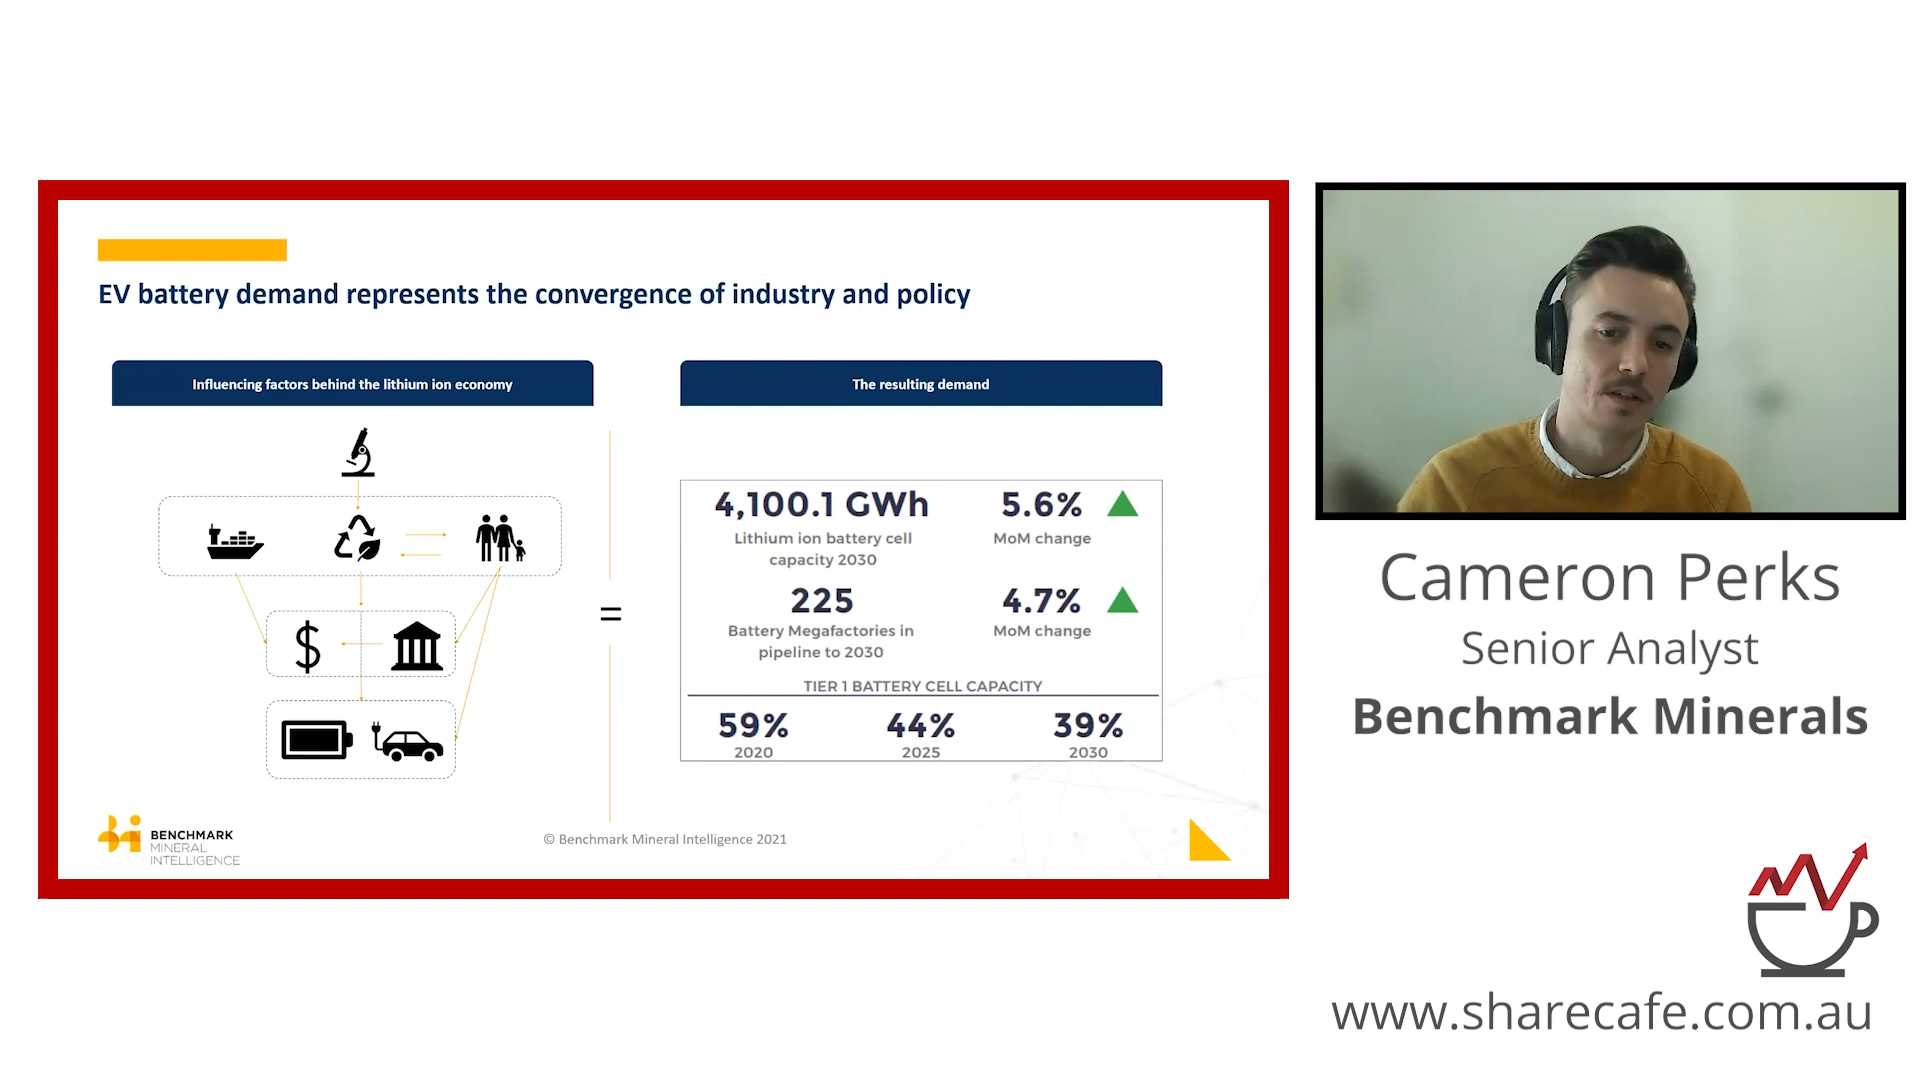 EV battery demand represents the convergence of industry and policy
Influencing factors behind the lithium ion economy
$
=
The resulting demand
4,100.1 GWh
Lithium ion battery cell
capacity 2030
5.6%
MoM change
225
Battery Megafactories in
pipeline to 2030
4.7%
MoM change
TIER 1 BATTERY CELL CAPACITY
59% 44% 39%
2020 2025 2030
BENCHMARK
MINERAL
INTELLIGENCE
© Benchmark Mineral Intelligence 2021
Cameron Perks
Senior Analyst
Benchmark Minerals
www.sharecafe.com.au